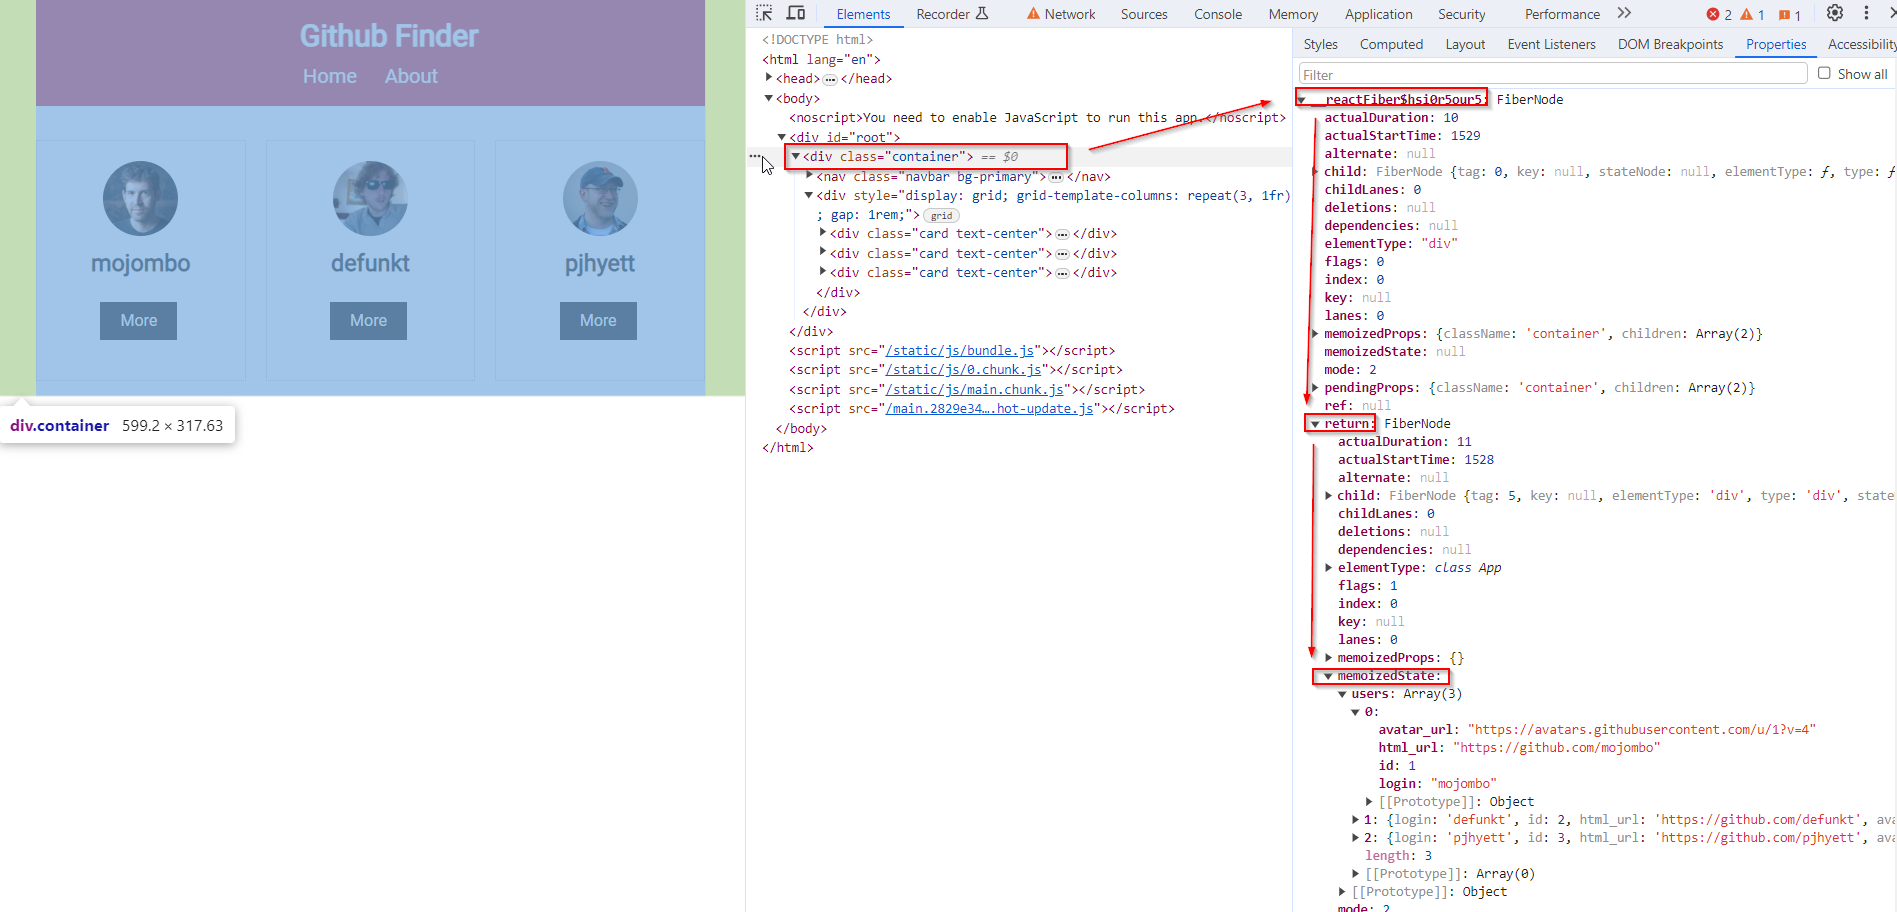 Github Finder
Home About
mojombo
defunkt
pjhyett
More
More
More
div.container 599.2 × 317.63
Elements Recorder Network Sources Console Memory Application Security Performance 2 1 1
<!DOCTYPE html>
<html lang="en">
<head>…</head>
<body>
<noscript>You need to enable JavaScript to run this app.</noscript>
<div id="root">
<div class="container"> == $0
<nav class="navbar bg-primary">…</nav>
<div style="display: grid; grid-template-columns: repeat(3, 1fr)
; gap: 1rem;"> grid
<div class="card text-center">…</div>
<div class="card text-center">…</div>
<div class="card text-center">…</div>
</div>
</div>
</div>
<script src="/static/js/bundle.js"></script>
<script src="/static/js/0.chunk.js"></script>
<script src="/static/js/main.chunk.js"></script>
<script src="/main.2829e34….hot-update.js"></script>
</body>
</html>
Styles Computed Layout Event Listeners DOM Breakpoints Properties Accessibility
Filter Show all
__reactFiber$hsi0r5our5: FiberNode
actualDuration: 10
actualStartTime: 1529
alternate: null
child: FiberNode {tag: 0, key: null, stateNode: null, elementType: ƒ, type: ƒ
childLanes: 0
deletions: null
dependencies: null
elementType: "div"
flags: 0
index: 0
key: null
lanes: 0
memoizedProps: {className: 'container', children: Array(2)}
memoizedState: null
mode: 2
pendingProps: {className: 'container', children: Array(2)}
ref: null
return: FiberNode
actualDuration: 11
actualStartTime: 1528
alternate: null
child: FiberNode {tag: 5, key: null, elementType: 'div', type: 'div', state
childLanes: 0
deletions: null
dependencies: null
elementType: class App
flags: 1
index: 0
key: null
lanes: 0
memoizedProps: {}
memoizedState:
users: Array(3)
0:
avatar_url: "https://avatars.githubusercontent.com/u/1?v=4"
html_url: "https://github.com/mojombo"
id: 1
login: "mojombo"
[[Prototype]]: Object
1: {login: 'defunkt', id: 2, html_url: 'https://github.com/defunkt', ava
2: {login: 'pjhyett', id: 3, html_url: 'https://github.com/pjhyett', ava
length: 3
[[Prototype]]: Array(0)
[[Prototype]]: Object
mode: 2